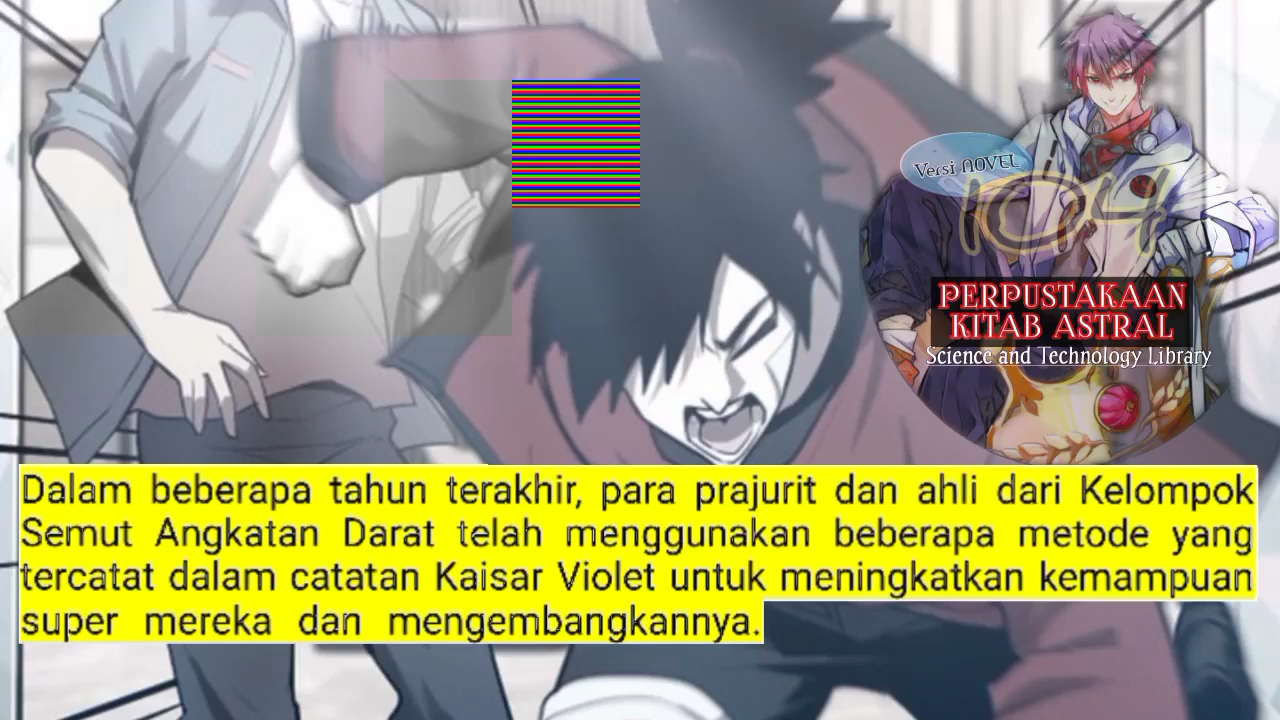 Versi NOVEL
104
PERPUSTAKAAN
KITAB ASTRAL
Science and Technology Library
Dalam beberapa tahun terakhir, para prajurit dan ahli dari Kelompok
Semut Angkatan Darat telah menggunakan beberapa metode yang
tercatat dalam catatan Kaisar Violet untuk meningkatkan kemampuan
super mereka dan mengembangkannya.